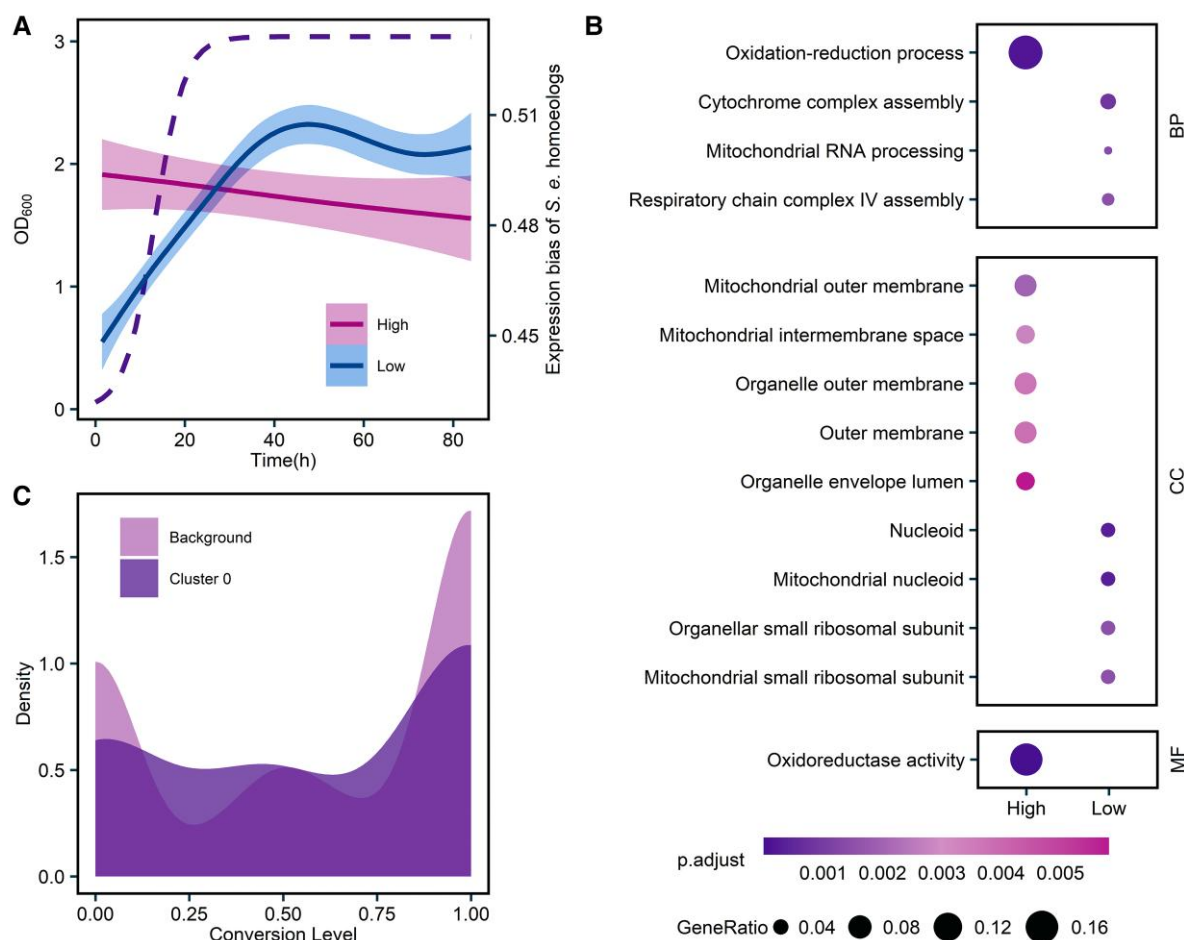 A
3
2
1
0
OD600
0.51
0.48
0.45
Expression bias of S. e. homoeologs
High
Low
0 20 40 60 80
Time(h)
B
Oxidation-reduction process
Cytochrome complex assembly
Mitochondrial RNA processing
Respiratory chain complex IV assembly
BP
Mitochondrial outer membrane
Mitochondrial intermembrane space
Organelle outer membrane
Outer membrane
Organelle envelope lumen
Nucleoid
Mitochondrial nucleoid
Organellar small ribosomal subunit
Mitochondrial small ribosomal subunit
CC
Oxidoreductase activity
MF
High Low
p.adjust
0.001 0.002 0.003 0.004 0.005
GeneRatio 0.04 0.08 0.12 0.16
C
Background
Cluster 0
1.5
1.0
0.5
0.0
Density
0.00 0.25 0.50 0.75 1.00
Conversion Level